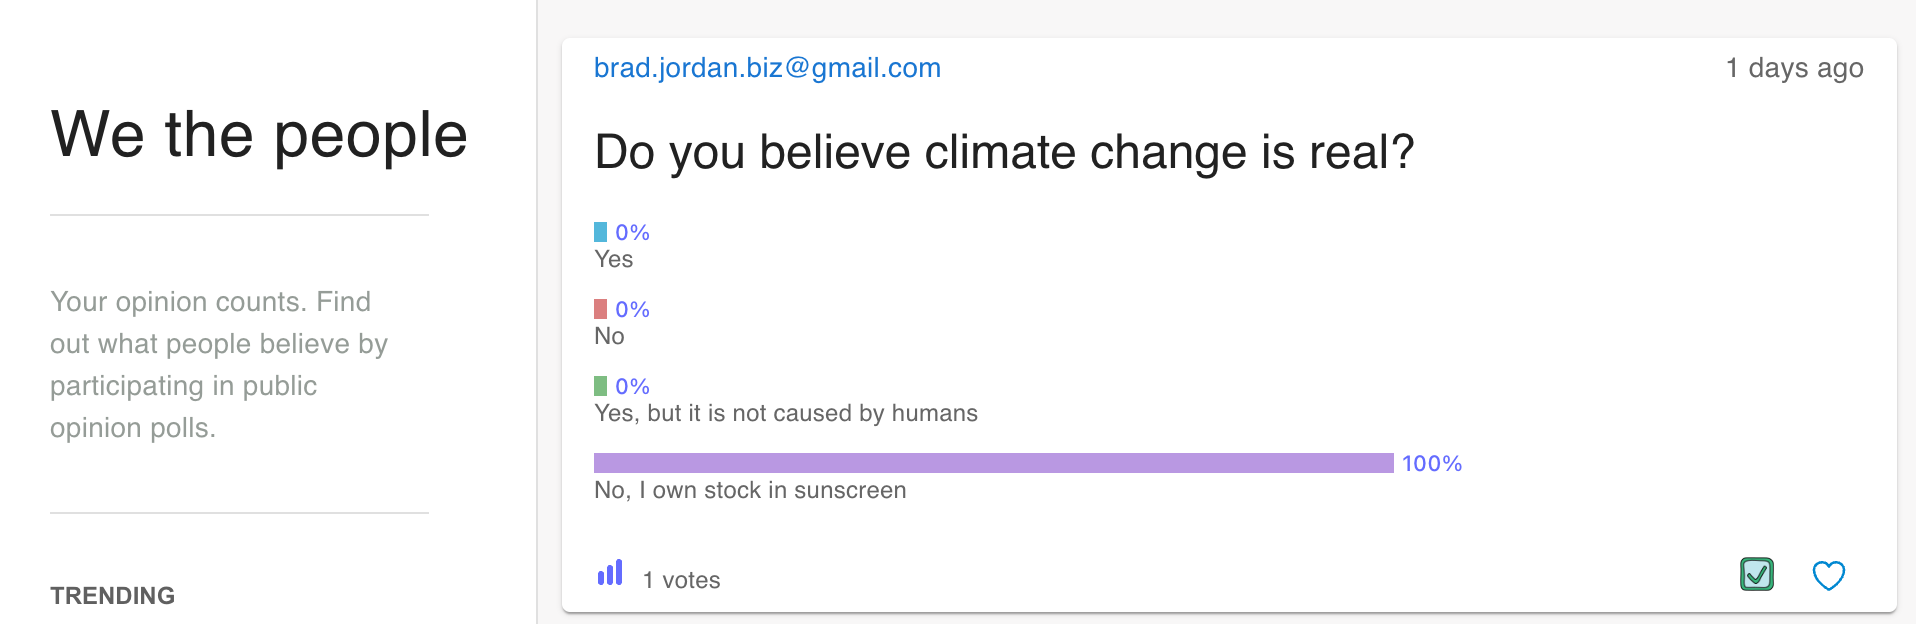 We the people
Your opinion counts. Find
out what people believe by
participating in public
opinion polls.
TRENDING
brad.jordan.biz@gmail.com
1 days ago
Do you believe climate change is real?
0%
Yes
0%
No
0%
Yes, but it is not caused by humans
100%
No, I own stock in sunscreen
1 votes